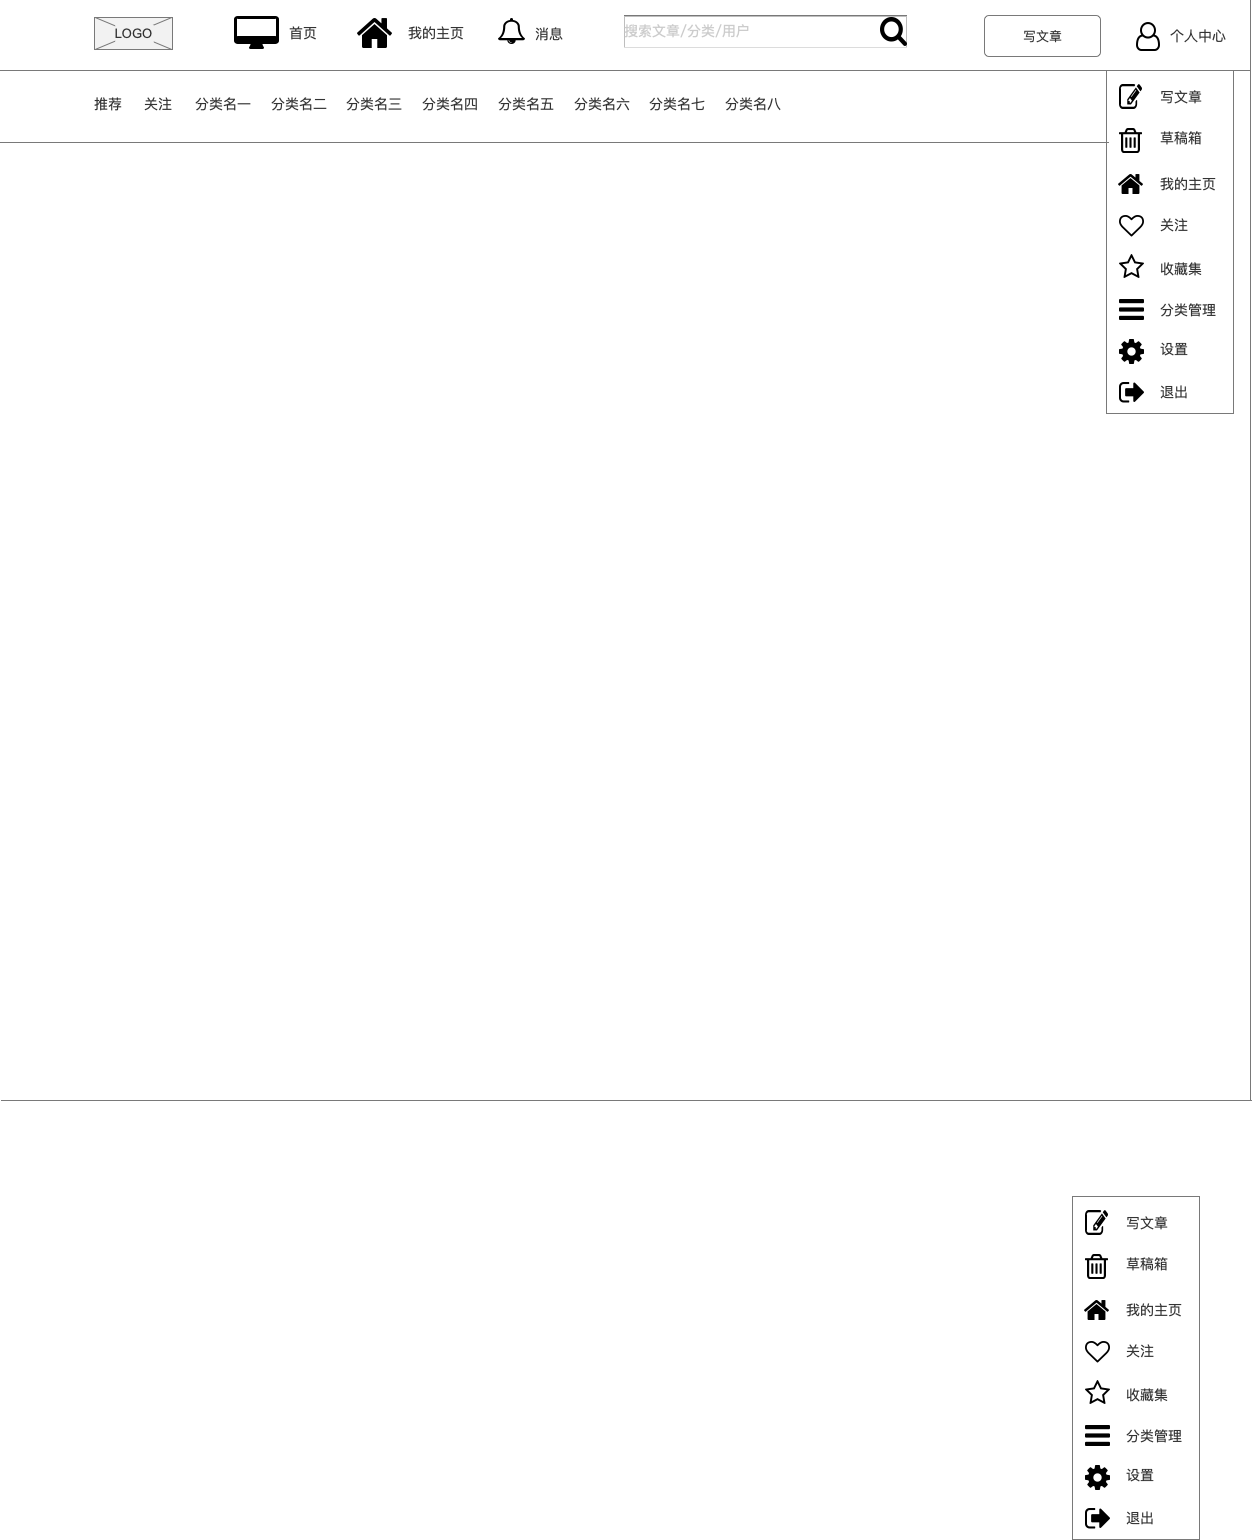 LOGO 首页 我的主页 消息 搜索文章/分类/用户 写文章 个人中心
推荐 关注 分类名一 分类名二 分类名三 分类名四 分类名五 分类名六 分类名七 分类名八
写文章
草稿箱
我的主页
关注
收藏集
分类管理
设置
退出
写文章
草稿箱
我的主页
关注
收藏集
分类管理
设置
退出